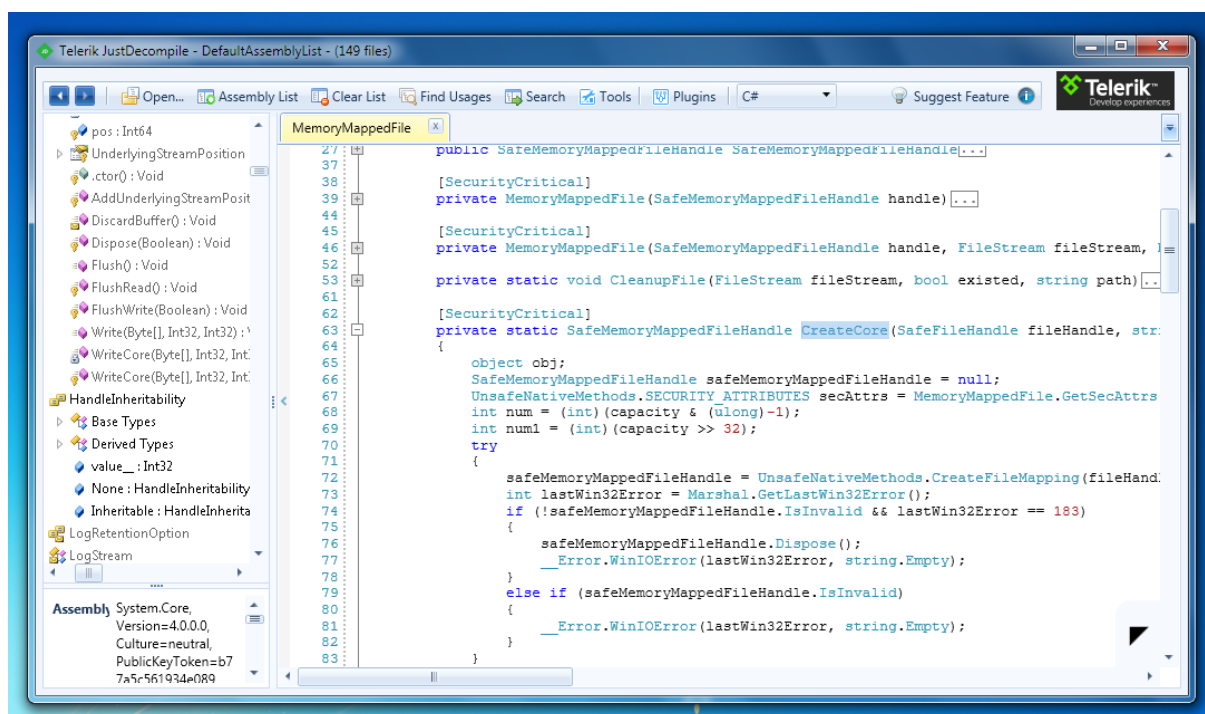 Telerik JustDecompile - DefaultAssemblyList - (149 files)
Open... Assembly List Clear List Find Usages Search Tools Plugins C# Suggest Feature
Telerik
Develop experiences
pos : Int64
UnderlyingStreamPosition
.ctor() : Void
AddUnderlyingStreamPosit
DiscardBuffer() : Void
Dispose(Boolean) : Void
Flush() : Void
FlushRead() : Void
FlushWrite(Boolean) : Void
Write(Byte[], Int32, Int32) :
WriteCore(Byte[], Int32, Int
WriteCore(Byte[], Int32, Int.
HandleInheritability
Base Types
Derived Types
value__ : Int32
None : HandleInheritability
Inheritable : HandleInherita
LogRetentionOption
LogStream
Assembly System.Core,
Version=4.0.0.0,
Culture=neutral,
PublicKeyToken=b7
7a5c561934e089
MemoryMappedFile
27 public SafeMemoryMappedFileHandle SafeMemoryMappedFileHandle...
37
38 [SecurityCritical]
39 private MemoryMappedFile(SafeMemoryMappedFileHandle handle)...
44
45 [SecurityCritical]
46 private MemoryMappedFile(SafeMemoryMappedFileHandle handle, FileStream fileStream,
52
53 private static void CleanupFile(FileStream fileStream, bool existed, string path)..
61
62 [SecurityCritical]
63 private static SafeMemoryMappedFileHandle CreateCore(SafeFileHandle fileHandle, stri
64 {
65 object obj;
66 SafeMemoryMappedFileHandle safeMemoryMappedFileHandle = null;
67 UnsafeNativeMethods.SECURITY_ATTRIBUTES secAttrs = MemoryMappedFile.GetSecAttrs
68 int num = (int)(capacity & (ulong)-1);
69 int num1 = (int)(capacity >> 32);
70 try
71 {
72 safeMemoryMappedFileHandle = UnsafeNativeMethods.CreateFileMapping(fileHand
73 int lastWin32Error = Marshal.GetLastWin32Error();
74 if (!safeMemoryMappedFileHandle.IsInvalid && lastWin32Error == 183)
75 {
76 safeMemoryMappedFileHandle.Dispose();
77 __Error.WinIOError(lastWin32Error, string.Empty);
78 }
79 else if (safeMemoryMappedFileHandle.IsInvalid)
80 {
81 __Error.WinIOError(lastWin32Error, string.Empty);
82 }
83 }